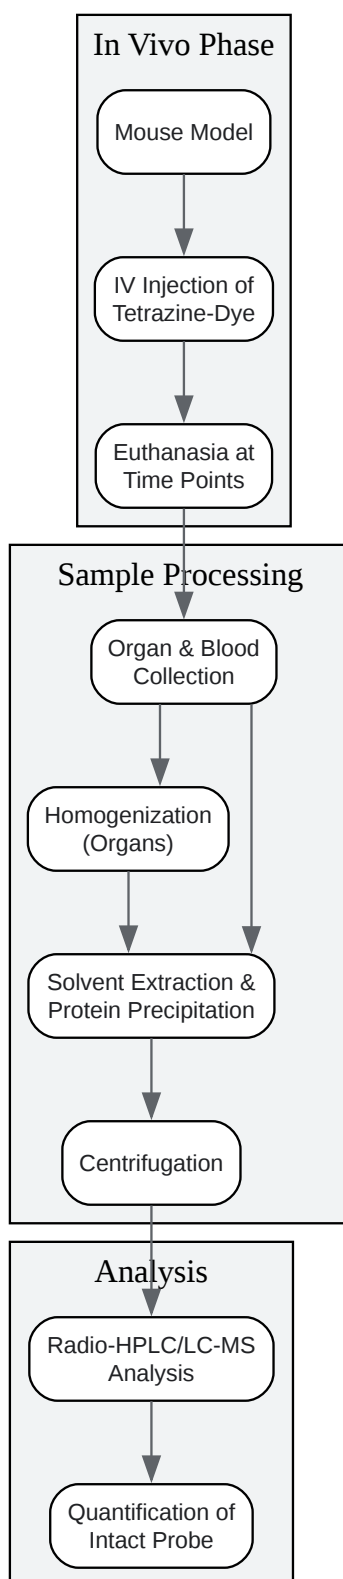 In Vivo Phase
Mouse Model
IV Injection of
Tetrazine-Dye
Euthanasia at
Time Points
Sample Processing
Organ & Blood
Collection
Homogenization
(Organs)
Solvent Extraction &
Protein Precipitation
Centrifugation
Analysis
Radio-HPLC/LC-MS
Analysis
Quantification of
Intact Probe